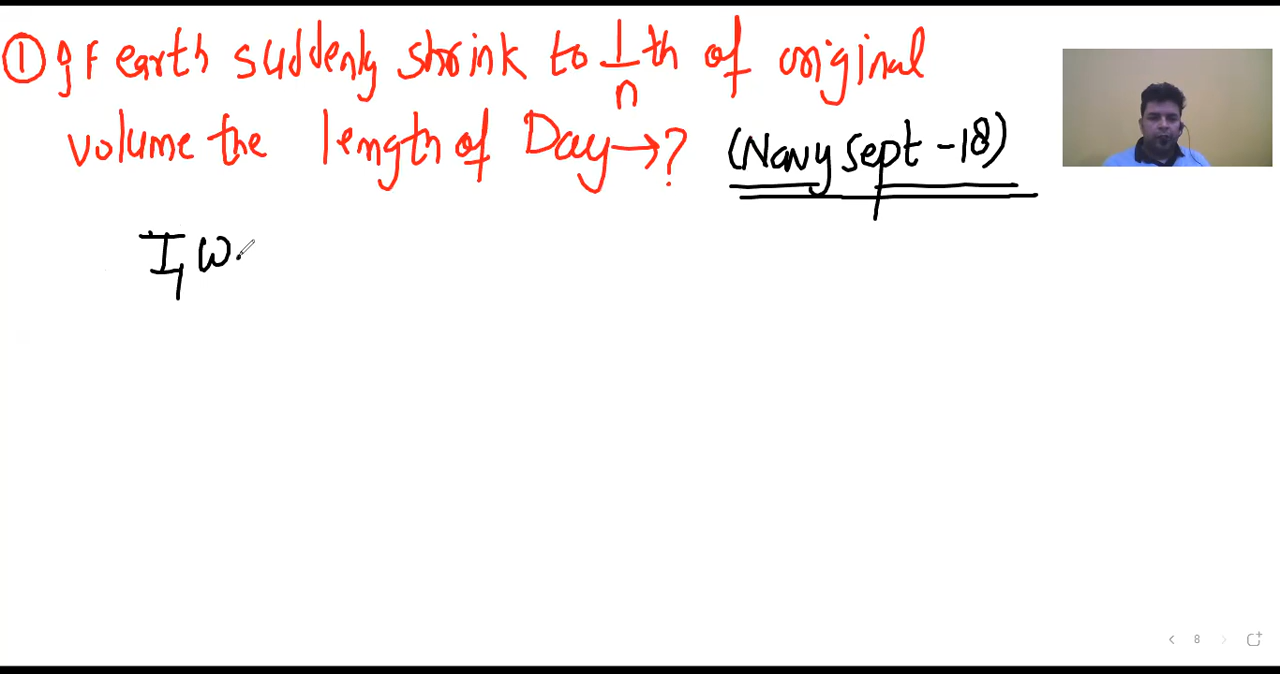 ① If earth suddenly shrink to 1/n th of original
volume the length of Day→? (Navy Sept -18)
I₁ω
8